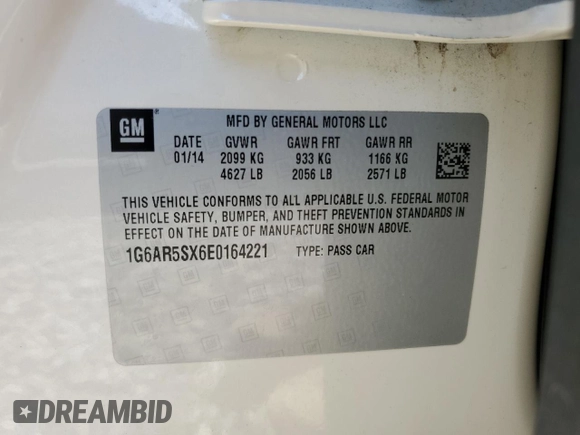 GM
MFD BY GENERAL MOTORS LLC
DATE GVWR GAWR FRT GAWR RR
01/14 2099 KG 933 KG 1166 KG
4627 LB 2056 LB 2571 LB
THIS VEHICLE CONFORMS TO ALL APPLICABLE U.S. FEDERAL MOTOR
VEHICLE SAFETY, BUMPER, AND THEFT PREVENTION STANDARDS IN
EFFECT ON THE DATE OF MANUFACTURE SHOWN ABOVE.
1G6AR5SX6E0164221 TYPE: PASS CAR
DREAMBID